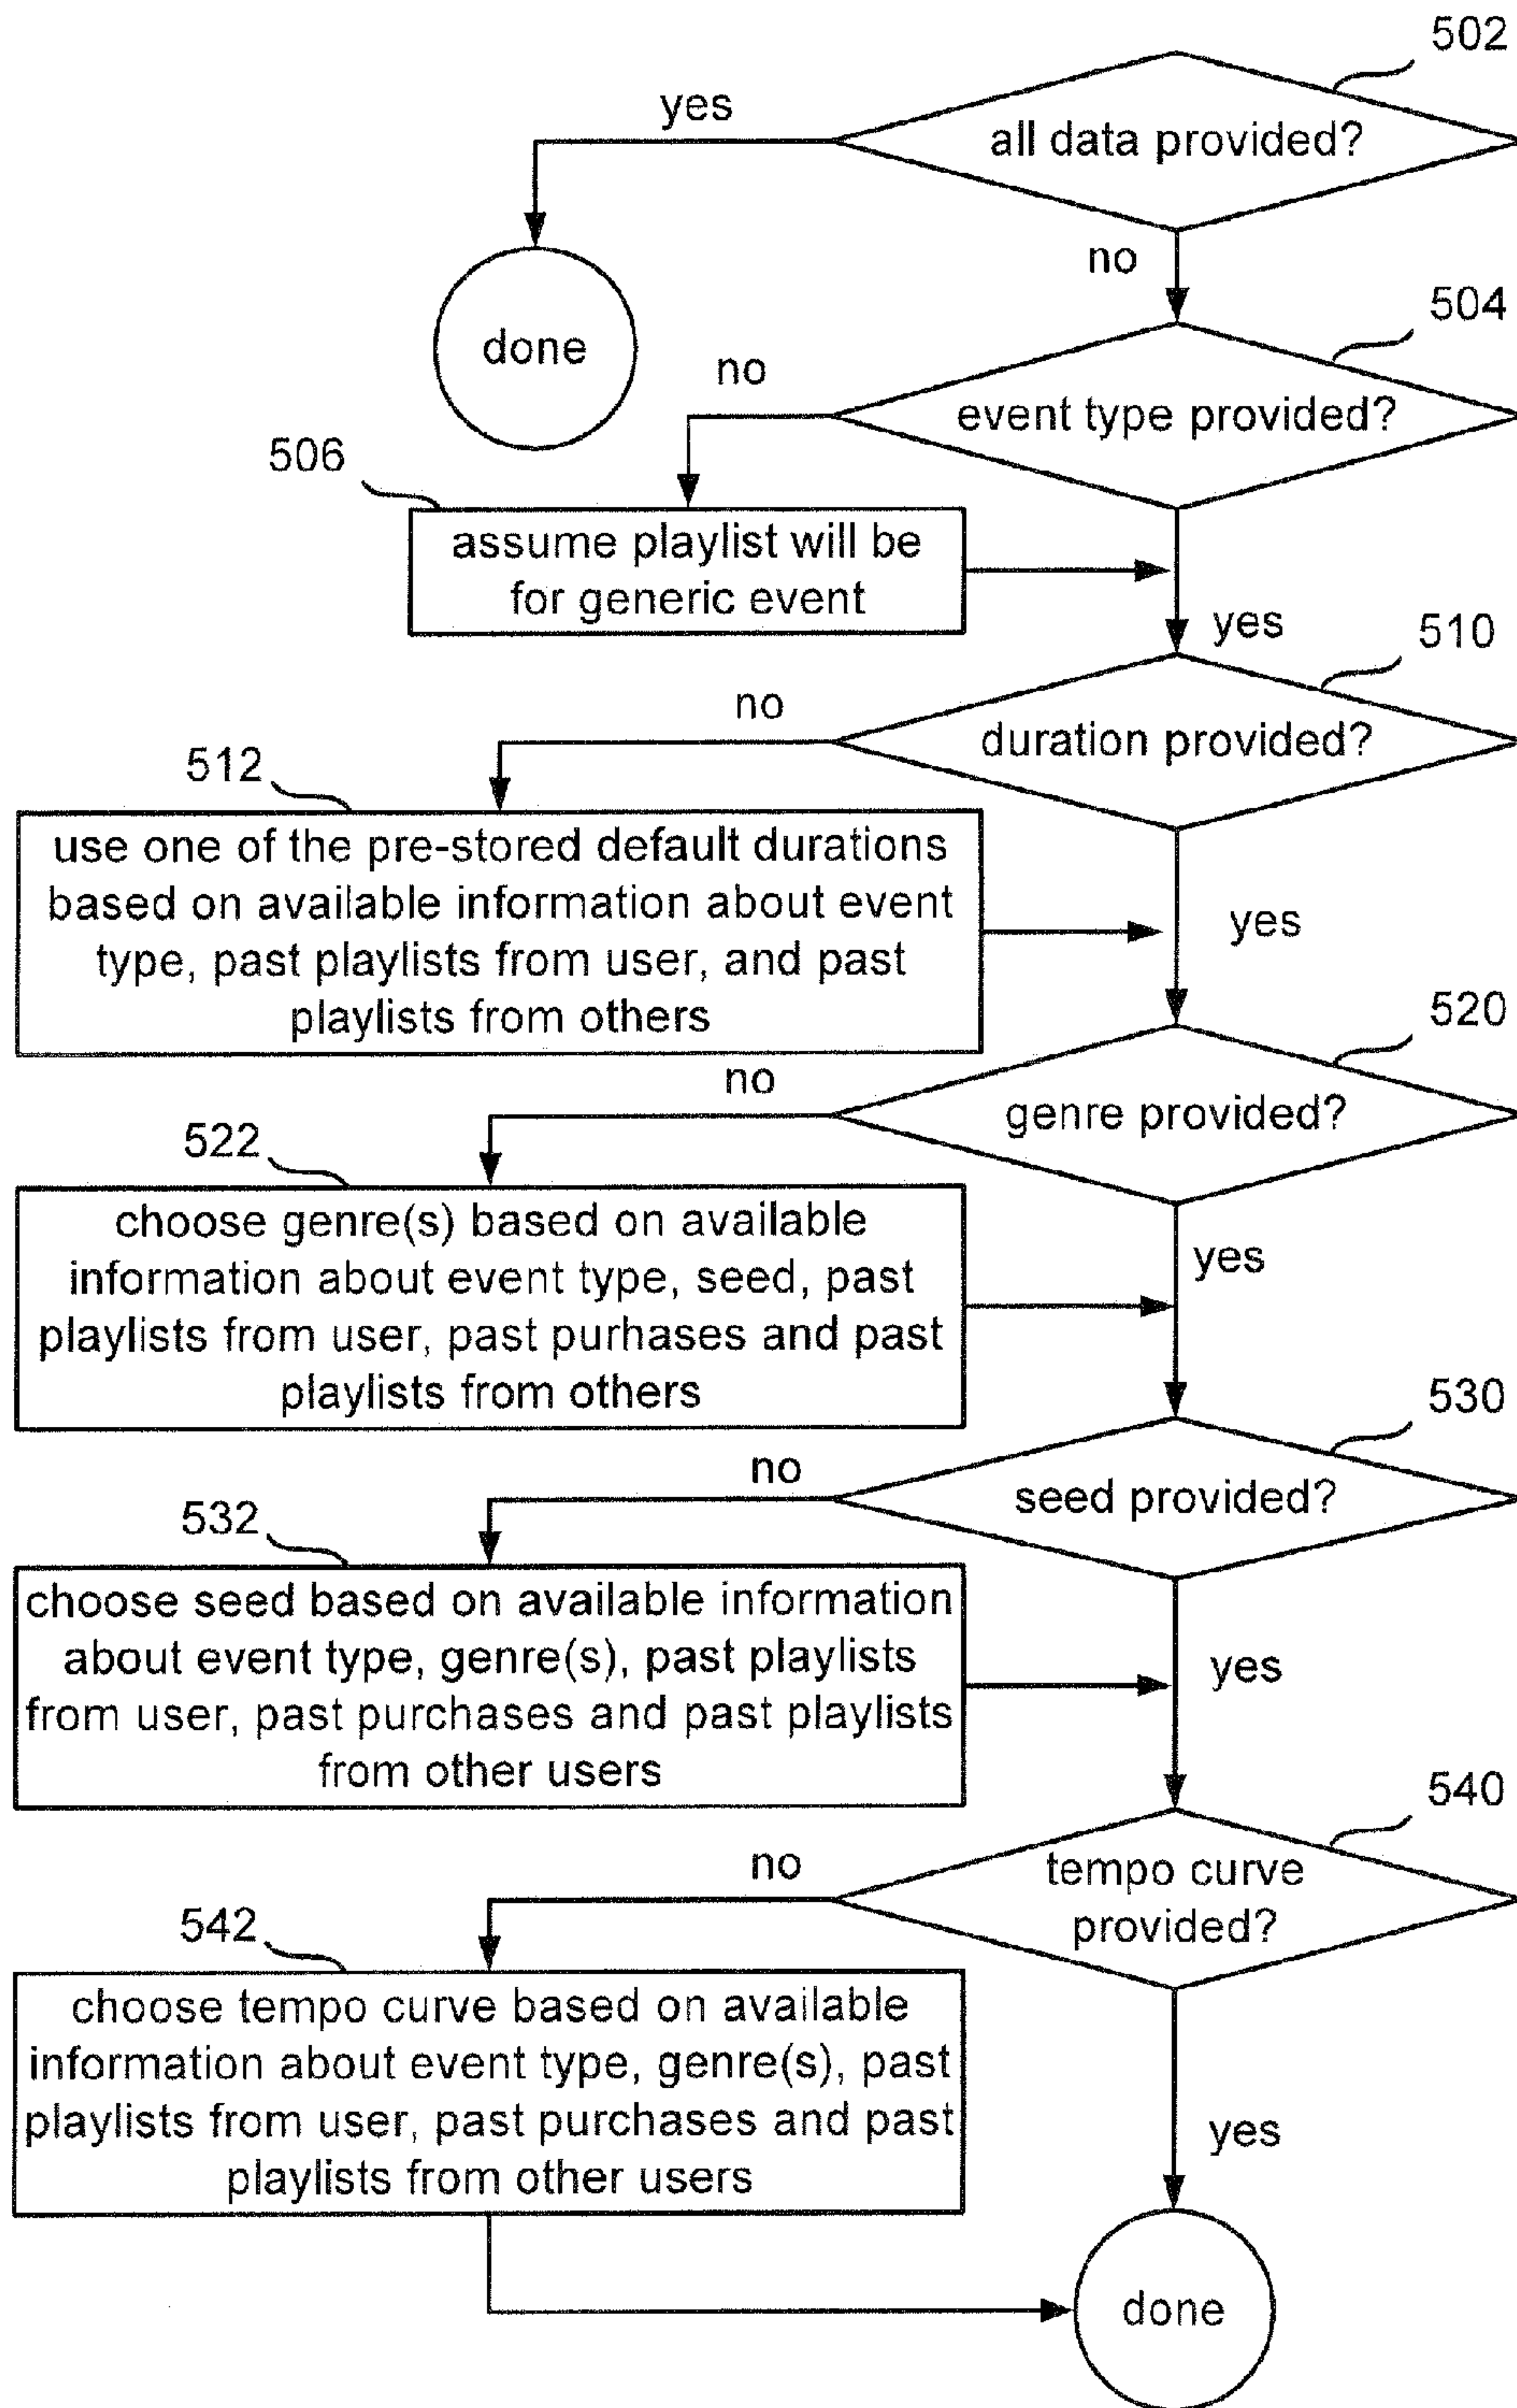 502
yes
all data provided?
no
504
done
no
event type provided?
506
assume playlist will be
for generic event
yes
510
no
duration provided?
512
use one of the pre-stored default durations
based on available information about event
type, past playlists from user, and past
playlists from others
yes
520
no
genre provided?
522
choose genre(s) based on available
information about event type, seed, past
playlists from user, past purhases and past
playlists from others
yes
530
no
seed provided?
532
choose seed based on available information
about event type, genre(s), past playlists
from user, past purchases and past playlists
from other users
yes
540
no
tempo curve
provided?
542
choose tempo curve based on available
information about event type, genre(s), past
playlists from user, past purchases and past
playlists from other users
yes
done